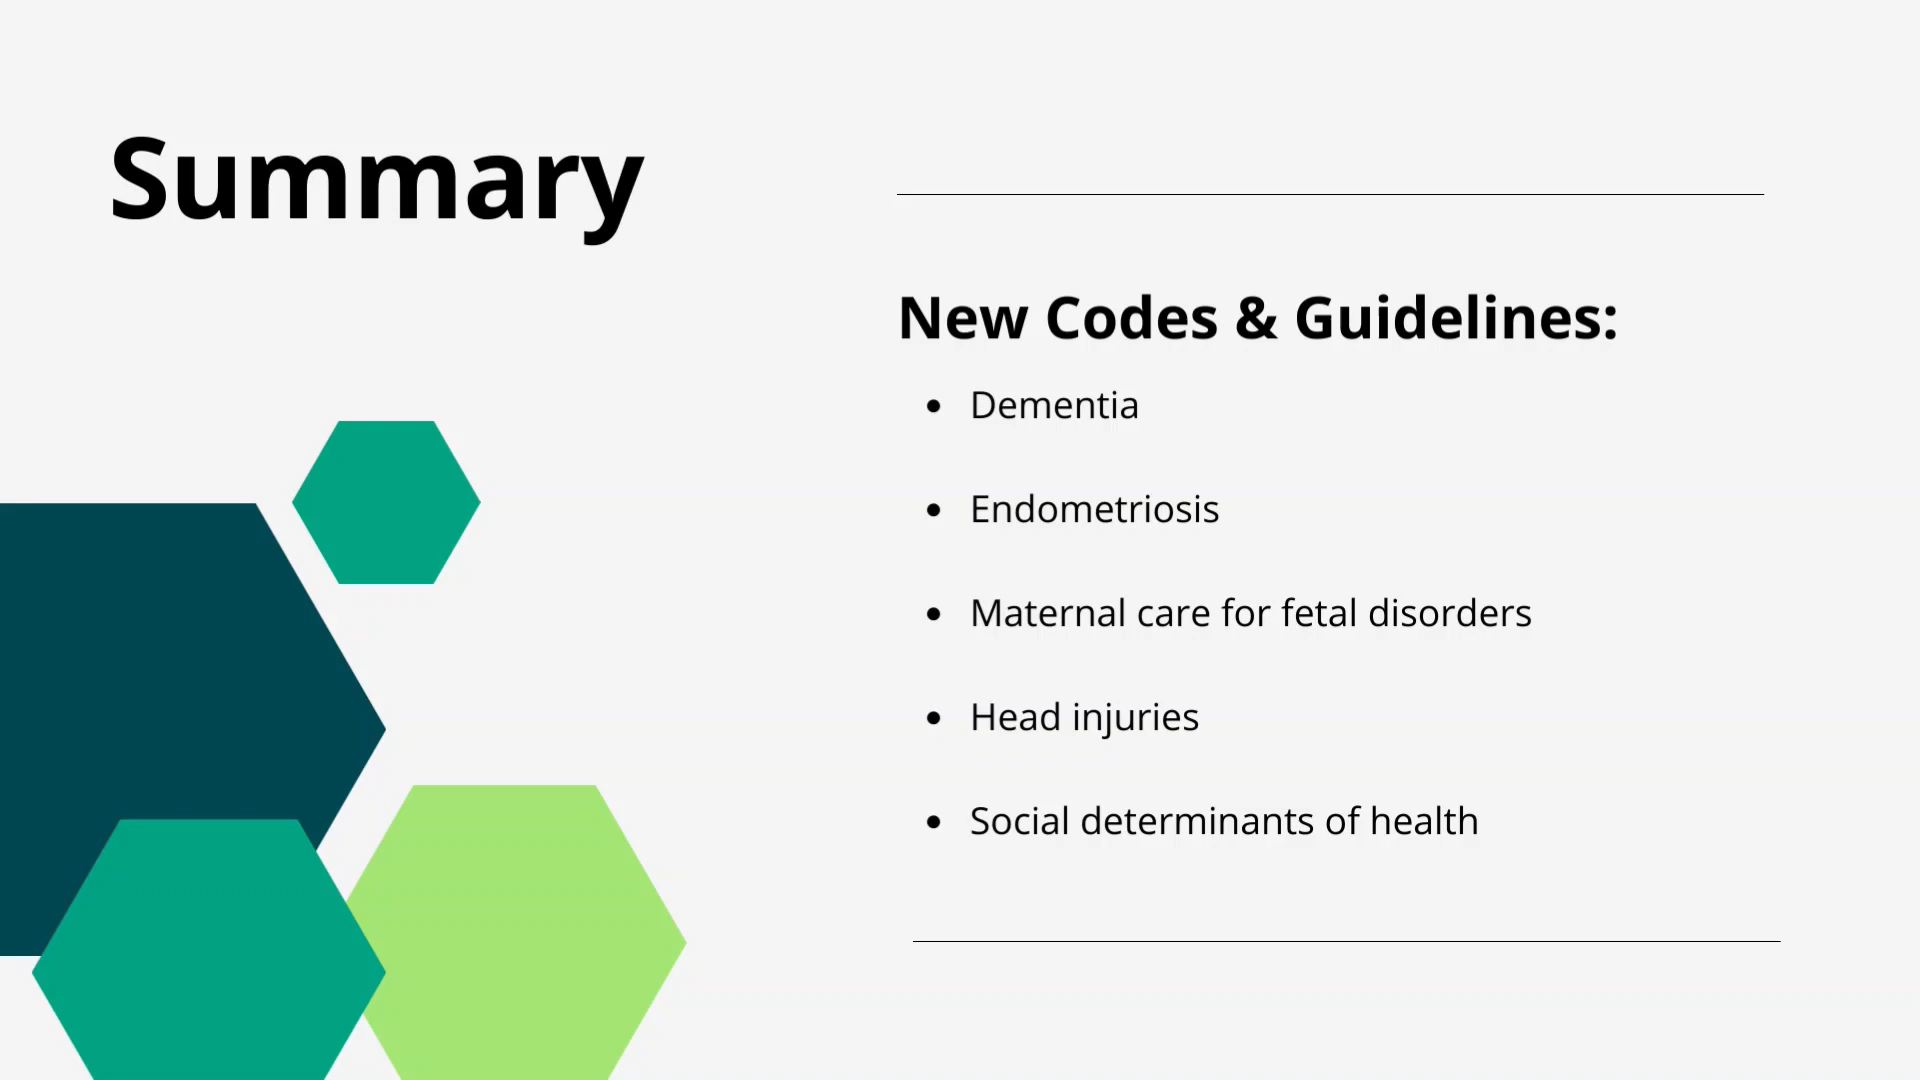 Summary
New Codes & Guidelines:
• Dementia
• Endometriosis
• Maternal care for fetal disorders
• Head injuries
• Social determinants of health